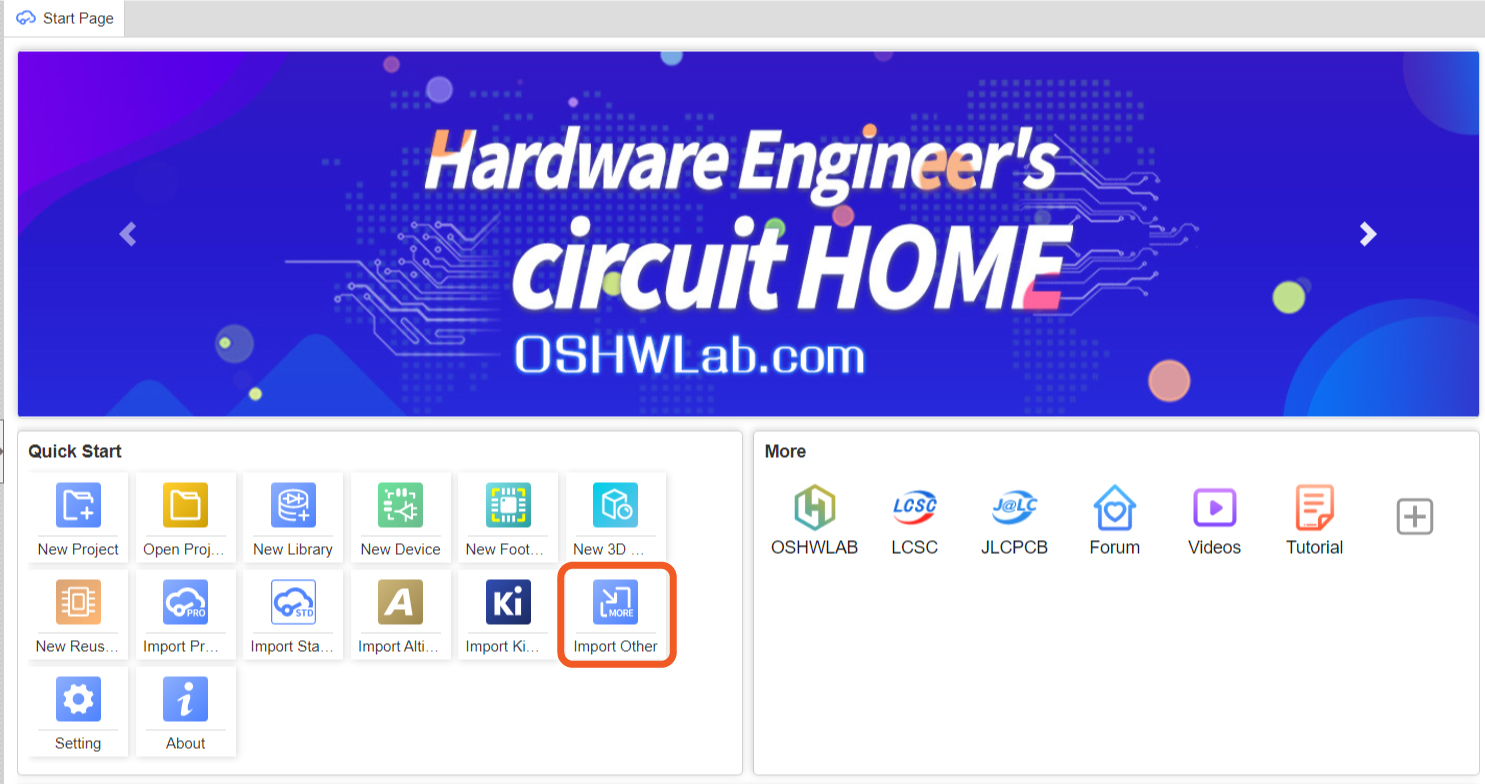 Start Page
Hardware Engineer's
circuit HOME
OSHWLab.com
Quick Start
New Project
Open Proj...
New Library
New Device
New Foot...
New 3D ...
New Reus...
PRO
Import Pr...
STD
Import Sta...
A
Import Alti...
Ki
Import Ki...
MORE
Import Other
Setting
i
About
More
OSHWLAB
LCSC
LCSC
J@LC
JLCPCB
Forum
Videos
Tutorial